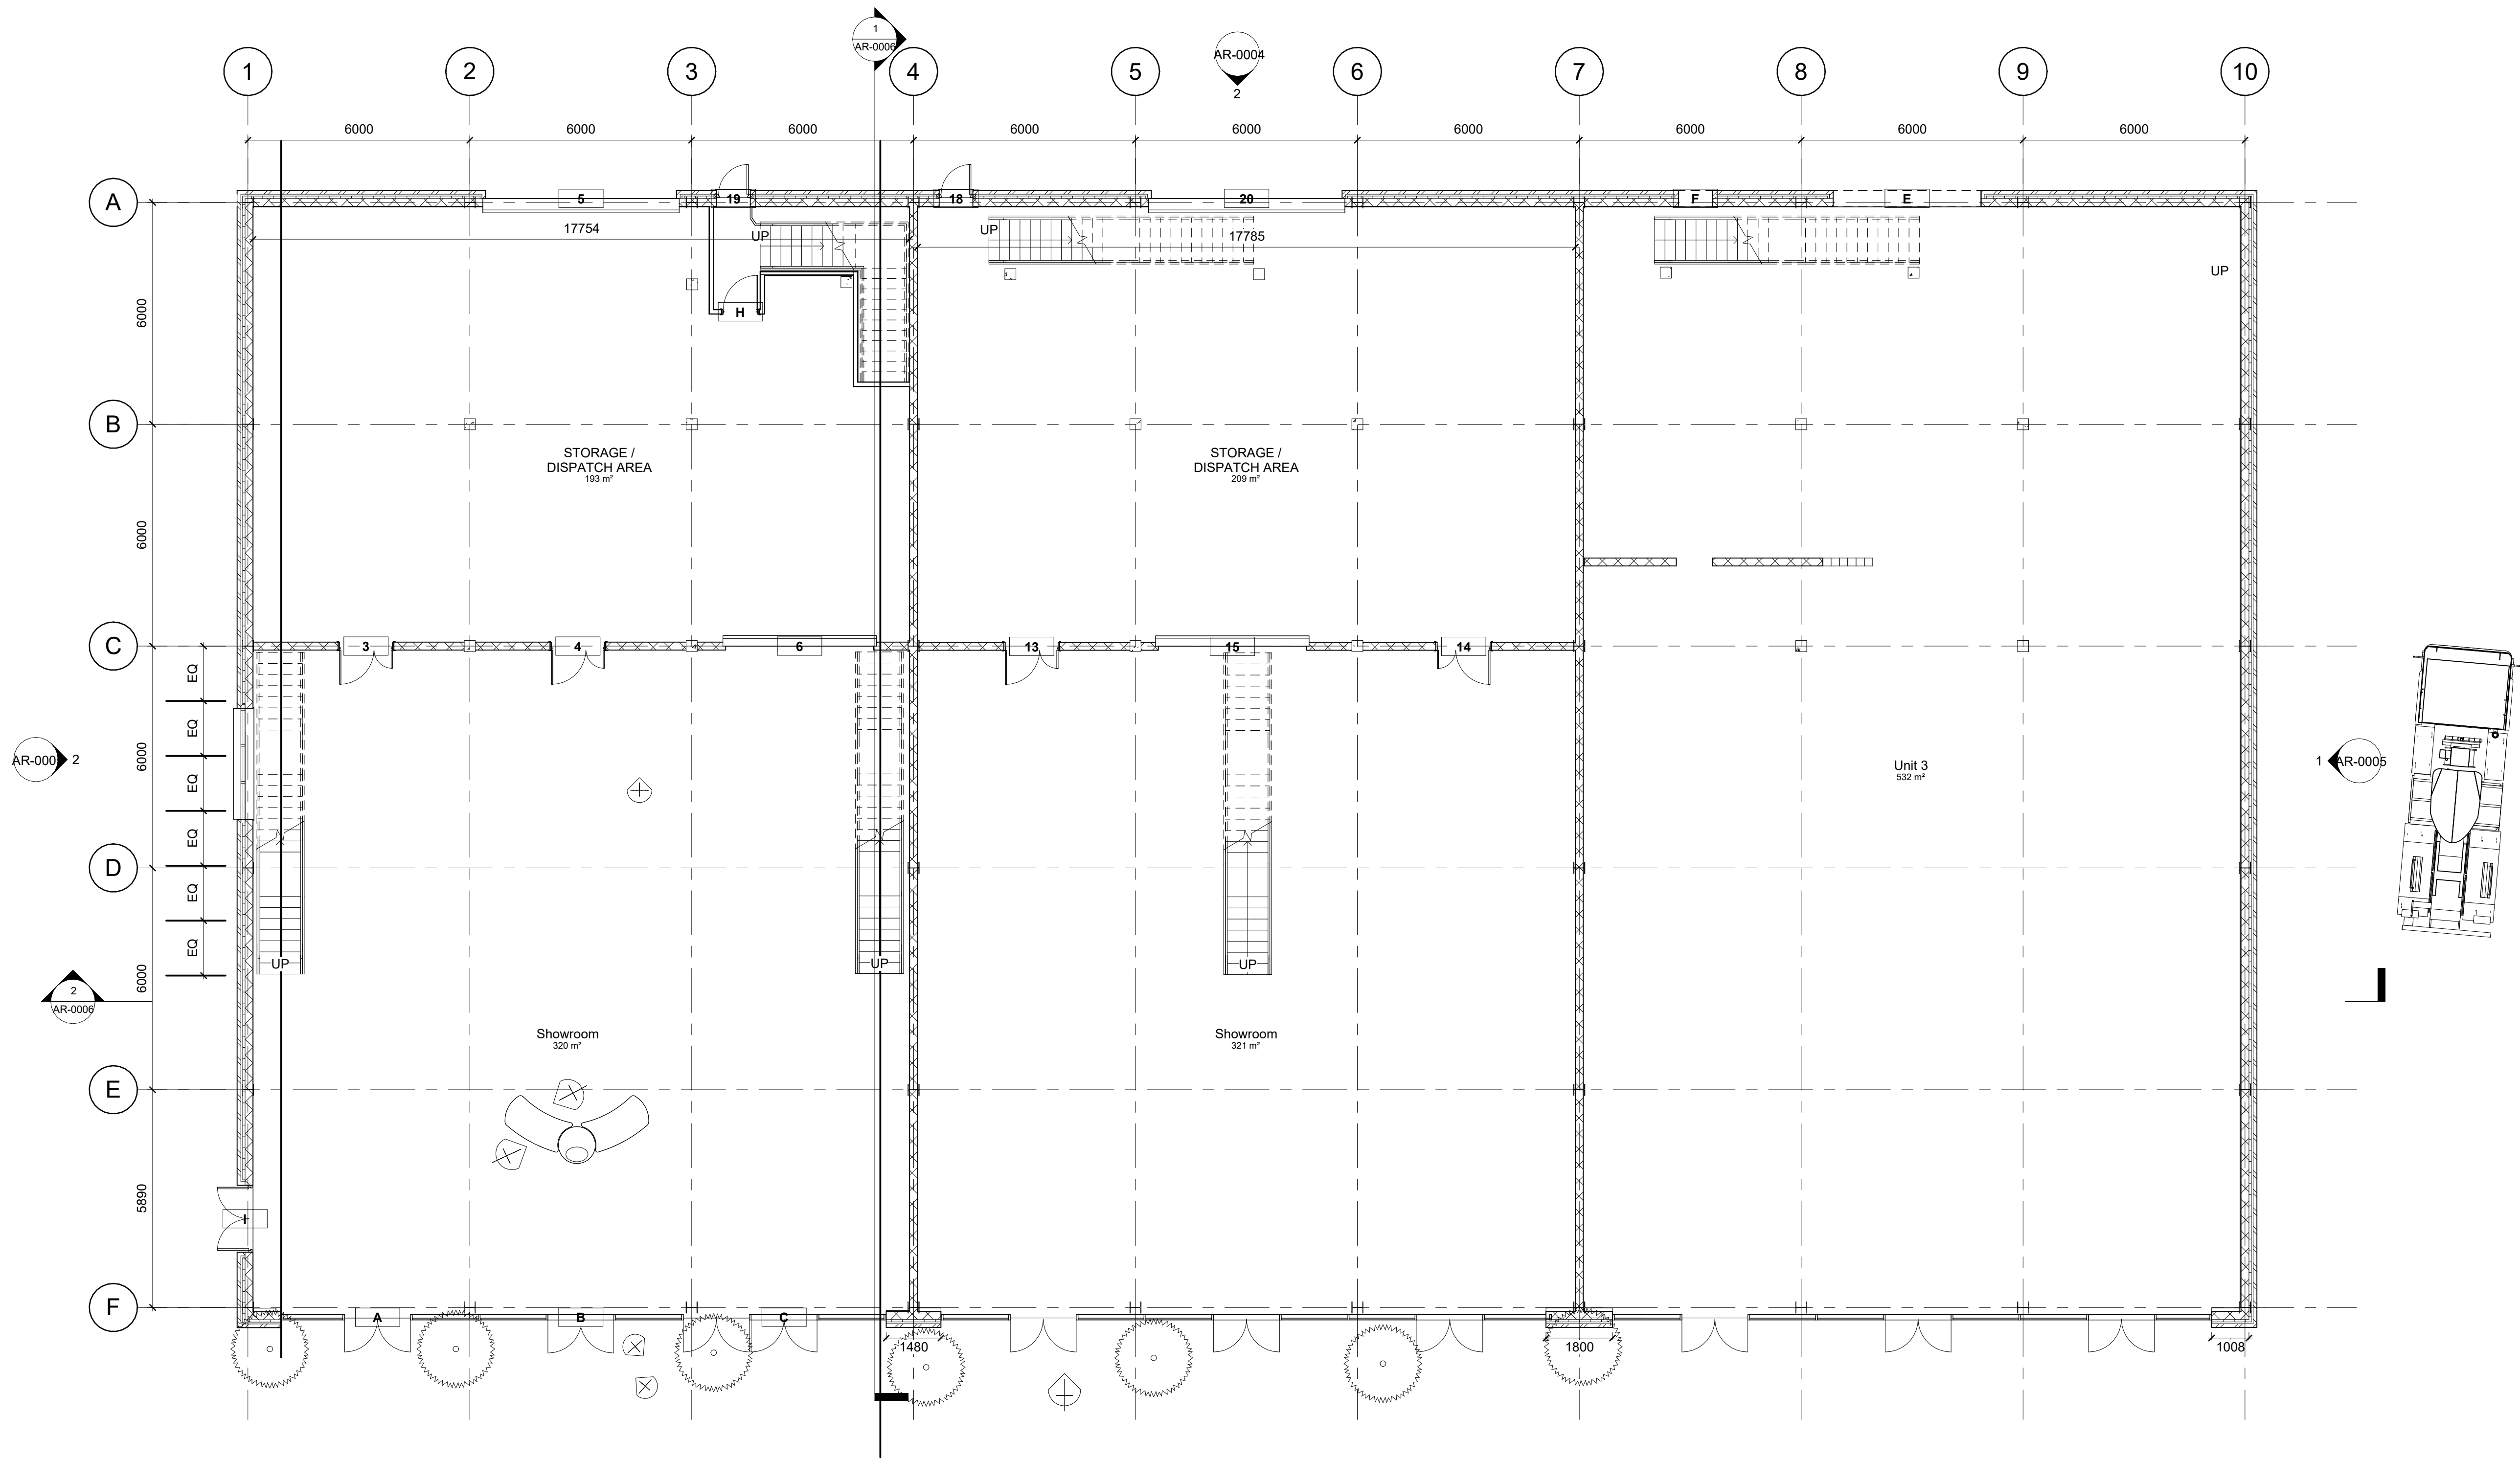 1
AR-0006
AR-0004
2
1
2
3
4
5
6
7
8
9
10
6000
6000
6000
6000
6000
6000
6000
6000
6000
A
5
19
18
20
F
E
17754
UP
UP
17785
UP
H
6000
B
STORAGE /
DISPATCH AREA
193 m²
STORAGE /
DISPATCH AREA
209 m²
6000
C
3
4
6
13
15
14
EQ
EQ
EQ
EQ
EQ
EQ
6000
AR-000
2
Unit 3
532 m²
1
AR-0005
D
UP
UP
UP
6000
2
AR-0006
Showroom
320 m²
Showroom
321 m²
E
5890
I
F
A
B
C
1480
1800
1008